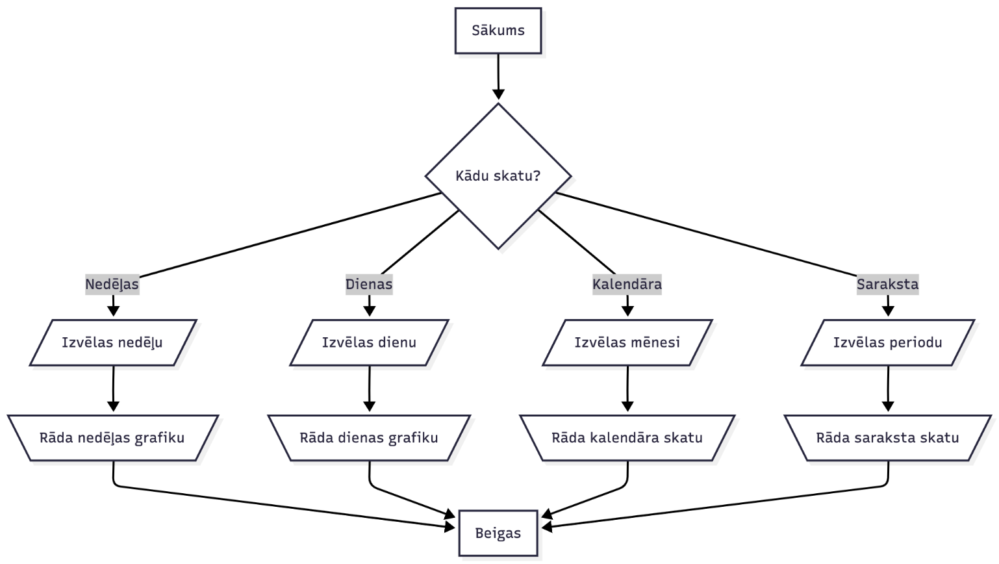 Sākums
Kādu skatu?
Nedēļas
Dienas
Kalendāra
Saraksta
Izvēlas nedēļu
Izvēlas dienu
Izvēlas mēnesi
Izvēlas periodu
Rāda nedēļas grafiku
Rāda dienas grafiku
Rāda kalendāra skatu
Rāda saraksta skatu
Beigas